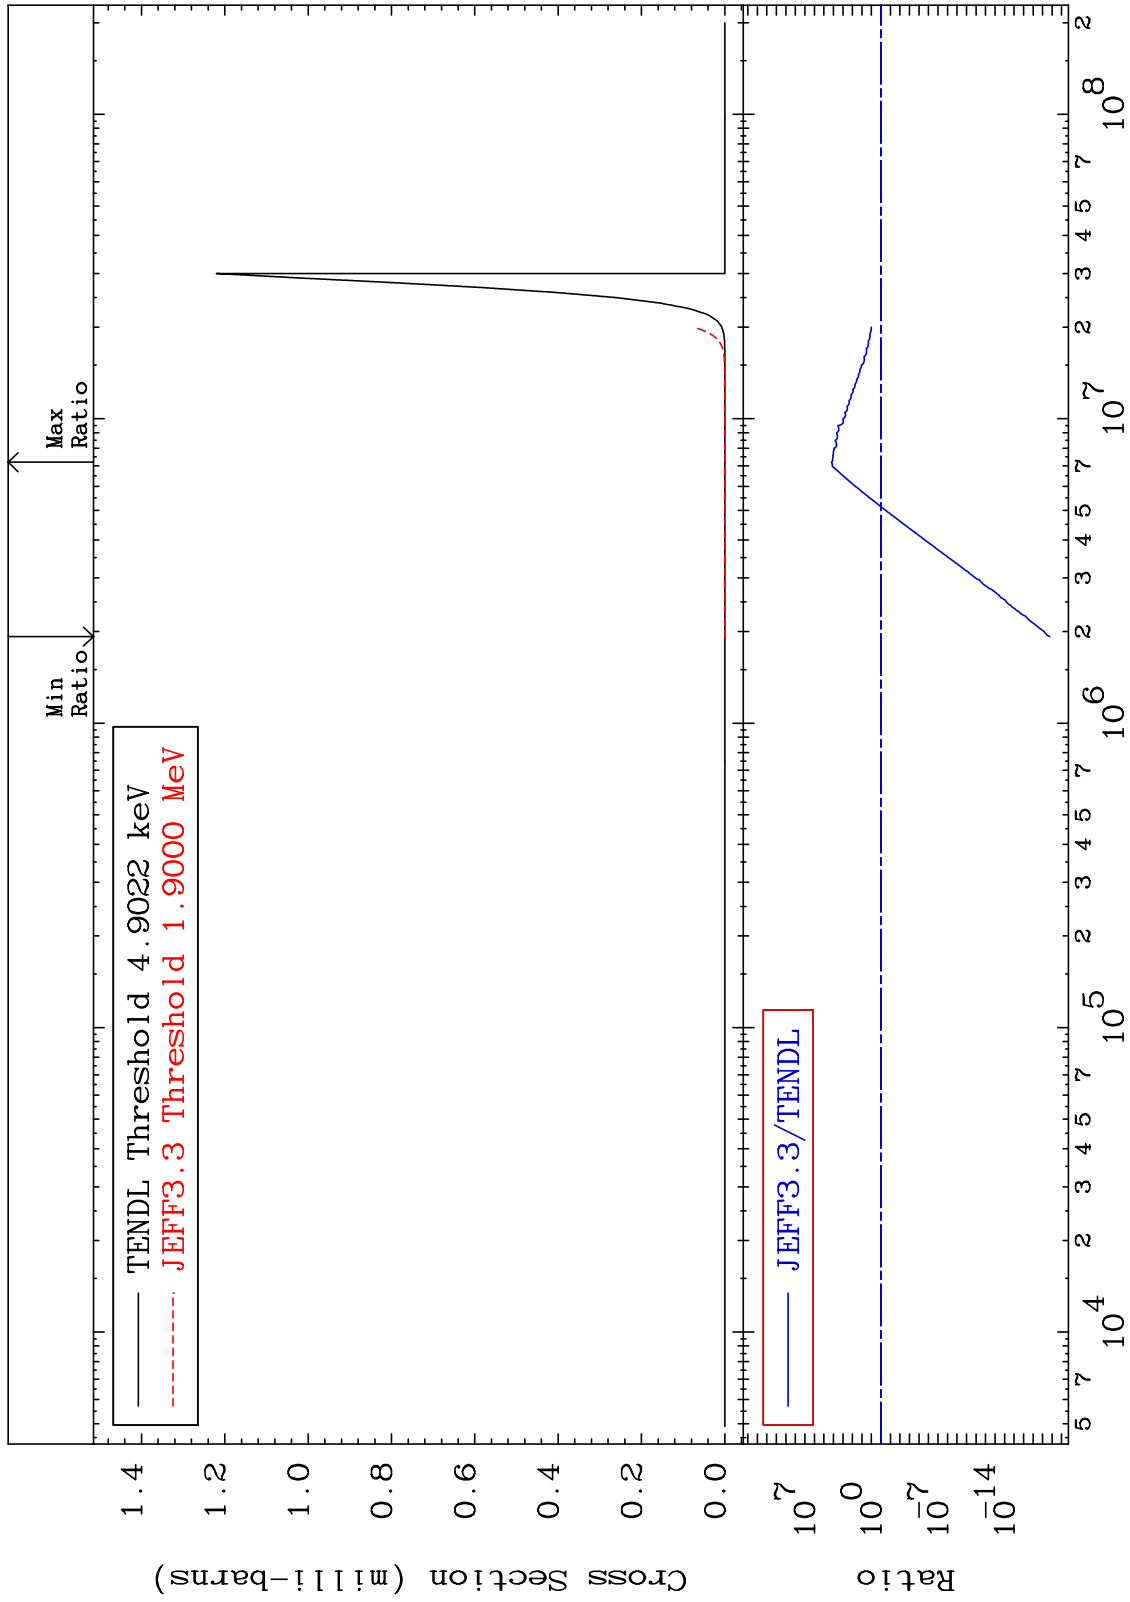 Max
Ratio
Min
Ratio
TENDL Threshold 4.9022 keV
JEFF3.3 Threshold 1.9000 MeV
Cross Section (milli-barns)
1.4
1.2
1.0
0.8
0.6
0.4
0.2
0.0
JEFF3.3/TENDL
Ratio
10^7
10^0
10^-7
10^-14
5 7 10^4 2 3 4 5 7 10^5 2 3 4 5 7 10^6 2 3 4 5 7 10^7 2 3 4 5 7 10^8 2